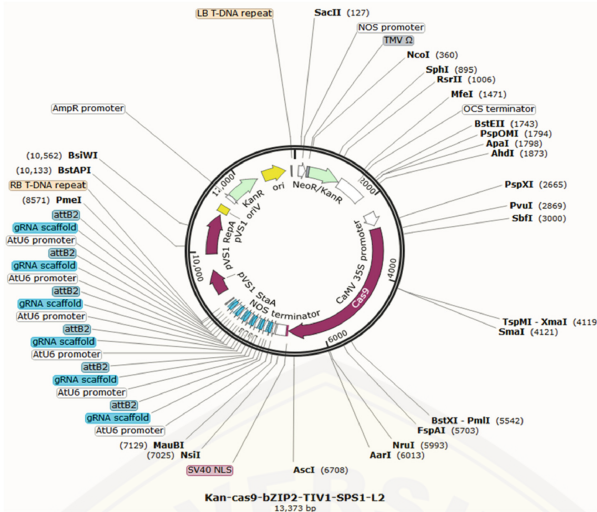 LB T-DNA repeat
SacII (127)
NOS promoter
TMV Ω
NcoI (360)
SphI (895)
RsrII (1006)
MfeI (1471)
OCS terminator
BstEII (1743)
PspOMI (1794)
ApaI (1798)
AhdI (1873)
PspXI (2665)
PvuI (2869)
SbfI (3000)
TspMI - XmaI (4119)
SmaI (4121)
BstXI - PmlI (5542)
FspAI (5703)
NruI (5993)
AarI (6013)
AscI (6708)
SV40 NLS
(7025) NsiI
(7129) MauBI
AtU6 promoter
gRNA scaffold
attB2
AtU6 promoter
gRNA scaffold
attB2
AtU6 promoter
gRNA scaffold
attB2
AtU6 promoter
gRNA scaffold
attB2
AtU6 promoter
gRNA scaffold
attB2
AtU6 promoter
gRNA scaffold
attB2
(8571) PmeI
RB T-DNA repeat
(10,133) BstAPI
(10,562) BsiWI
AmpR promoter
2000
4000
6000
10,000
12,000
KanR
ori
NeoR/KanR
CaMV 35S promoter
Cas9
NOS terminator
pVS1 StaA
pVS1 RepA
pVS1 oriV
Kan-cas9-bZIP2-TIV1-SPS1-L2
13,373 bp